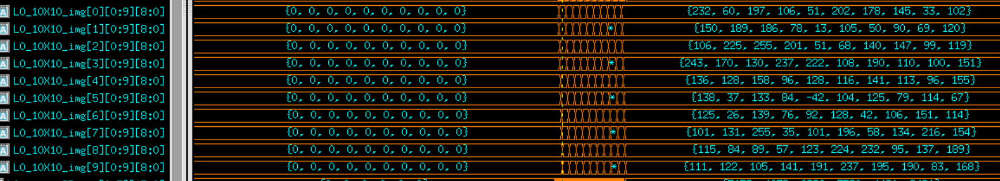 L0_10X10_img[0][0:9][8:0] {0, 0, 0, 0, 0, 0, 0, 0, 0, 0} {232, 60, 197, 106, 51, 202, 178, 145, 33, 102}
L0_10X10_img[1][0:9][8:0] {0, 0, 0, 0, 0, 0, 0, 0, 0, 0} * {150, 189, 186, 78, 13, 105, 50, 90, 69, 120}
L0_10X10_img[2][0:9][8:0] {0, 0, 0, 0, 0, 0, 0, 0, 0, 0} {106, 225, 255, 201, 51, 68, 140, 147, 99, 119}
L0_10X10_img[3][0:9][8:0] {0, 0, 0, 0, 0, 0, 0, 0, 0, 0} * {243, 170, 130, 237, 222, 108, 190, 110, 100, 151}
L0_10X10_img[4][0:9][8:0] {0, 0, 0, 0, 0, 0, 0, 0, 0, 0} {136, 128, 158, 96, 128, 116, 141, 113, 96, 155}
L0_10X10_img[5][0:9][8:0] {0, 0, 0, 0, 0, 0, 0, 0, 0, 0} * {138, 37, 133, 84, -42, 104, 125, 79, 114, 67}
L0_10X10_img[6][0:9][8:0] {0, 0, 0, 0, 0, 0, 0, 0, 0, 0} {125, 26, 139, 76, 92, 128, 42, 106, 151, 114}
L0_10X10_img[7][0:9][8:0] {0, 0, 0, 0, 0, 0, 0, 0, 0, 0} * {101, 131, 255, 35, 101, 196, 58, 134, 216, 154}
L0_10X10_img[8][0:9][8:0] {0, 0, 0, 0, 0, 0, 0, 0, 0, 0} {115, 84, 89, 57, 123, 224, 232, 95, 137, 189}
L0_10X10_img[9][0:9][8:0] {0, 0, 0, 0, 0, 0, 0, 0, 0, 0} * {111, 122, 105, 141, 191, 237, 195, 190, 83, 168}